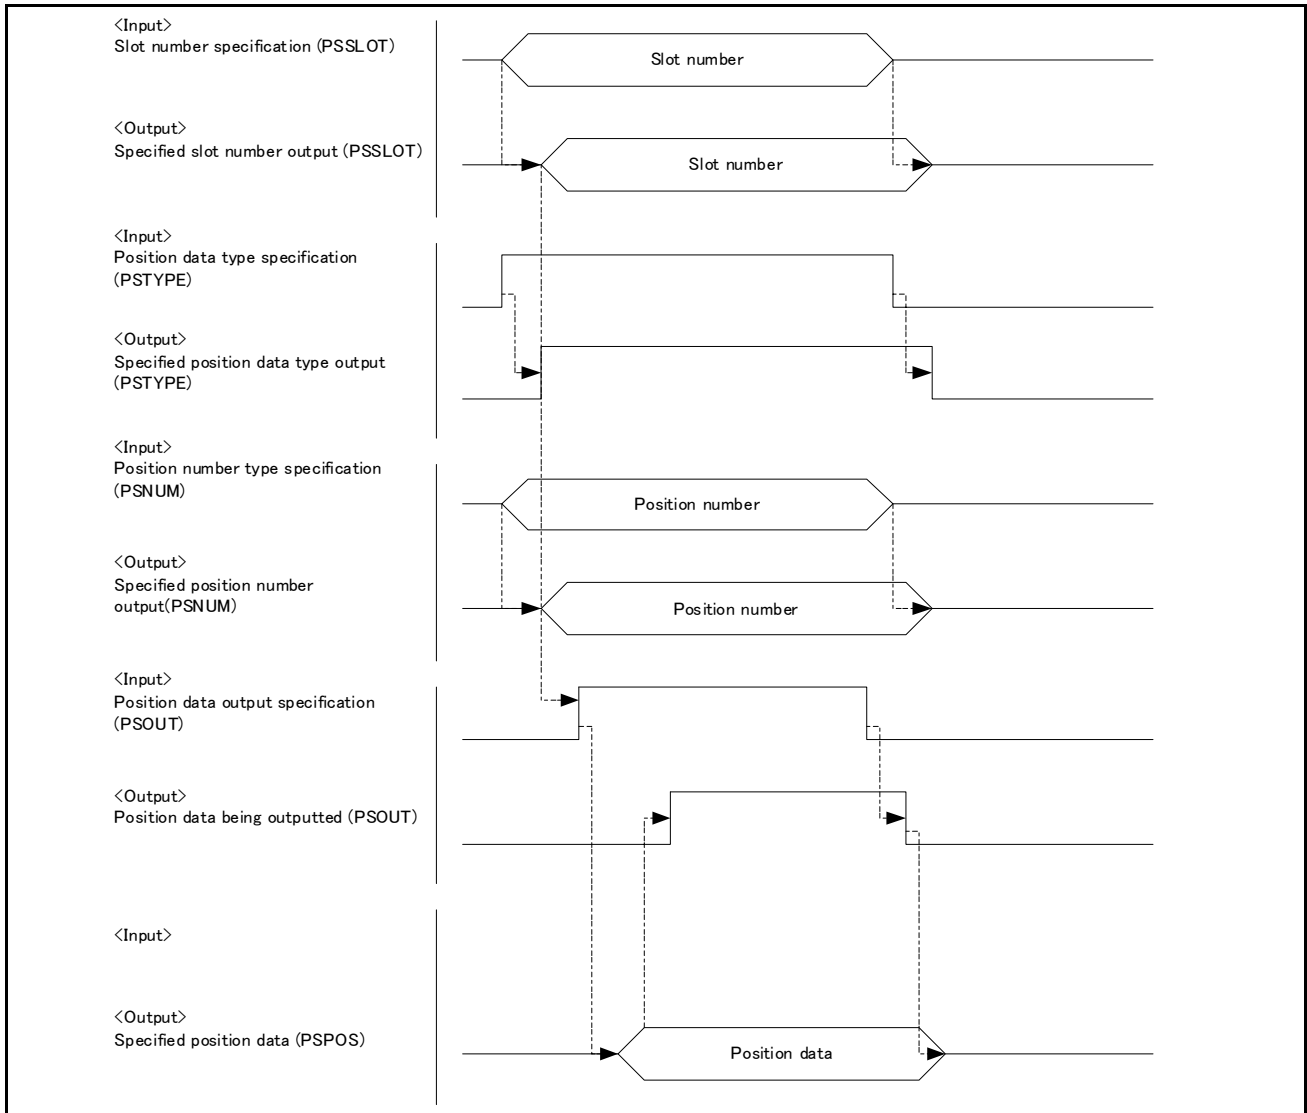 <Input>
Slot number specification (PSSLOT)
Slot number
<Output>
Specified slot number output (PSSLOT)
Slot number
<Input>
Position data type specification
(PSTYPE)
<Output>
Specified position data type output
(PSTYPE)
<Input>
Position number type specification
(PSNUM)
Position number
<Output>
Specified position number
output(PSNUM)
Position number
<Input>
Position data output specification
(PSOUT)
<Output>
Position data being outputted (PSOUT)
<Input>
<Output>
Specified position data (PSPOS)
Position data